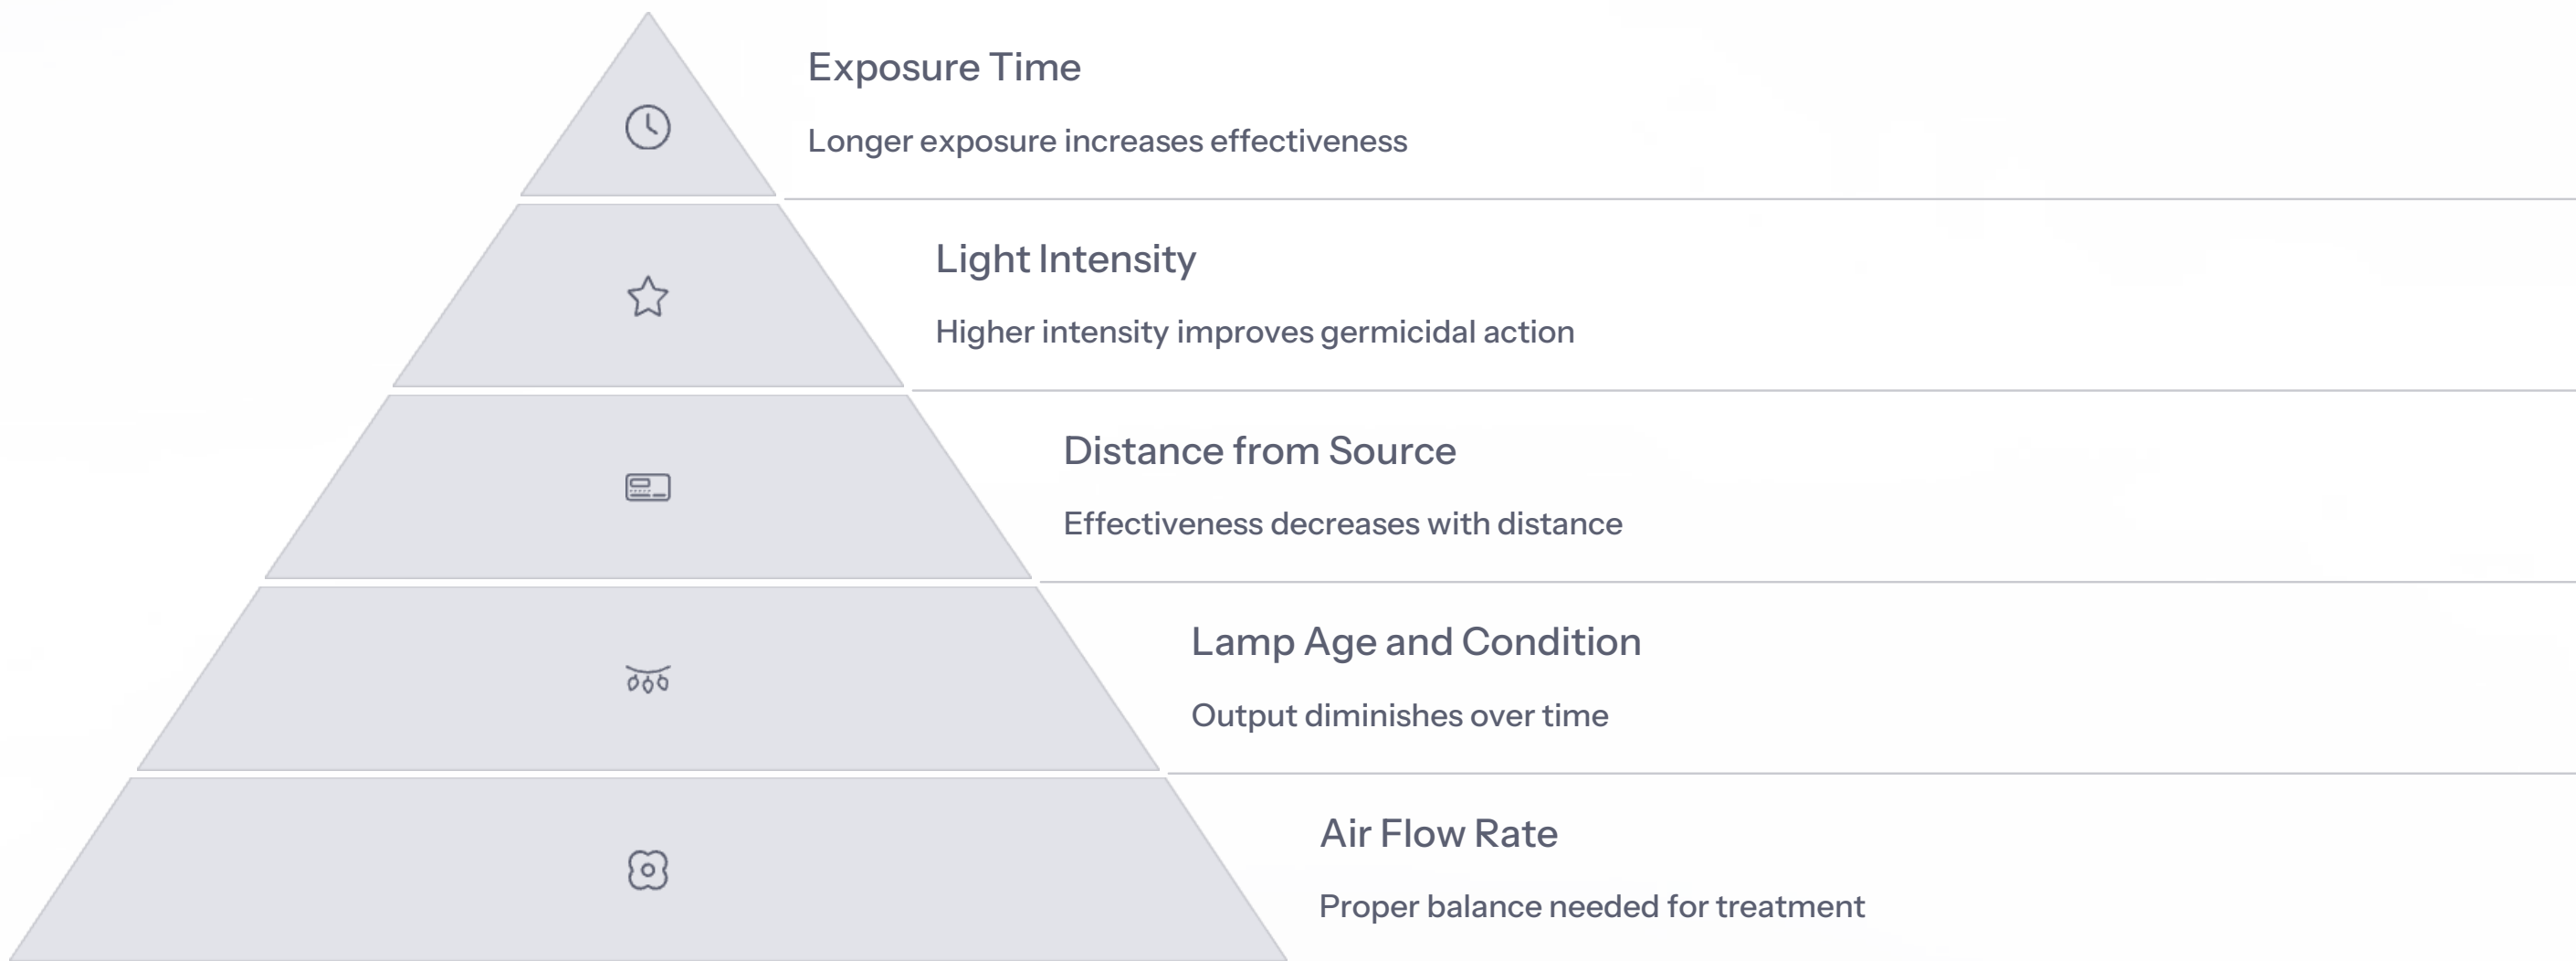 Exposure Time
Longer exposure increases effectiveness
Light Intensity
Higher intensity improves germicidal action
Distance from Source
Effectiveness decreases with distance
Lamp Age and Condition
Output diminishes over time
Air Flow Rate
Proper balance needed for treatment